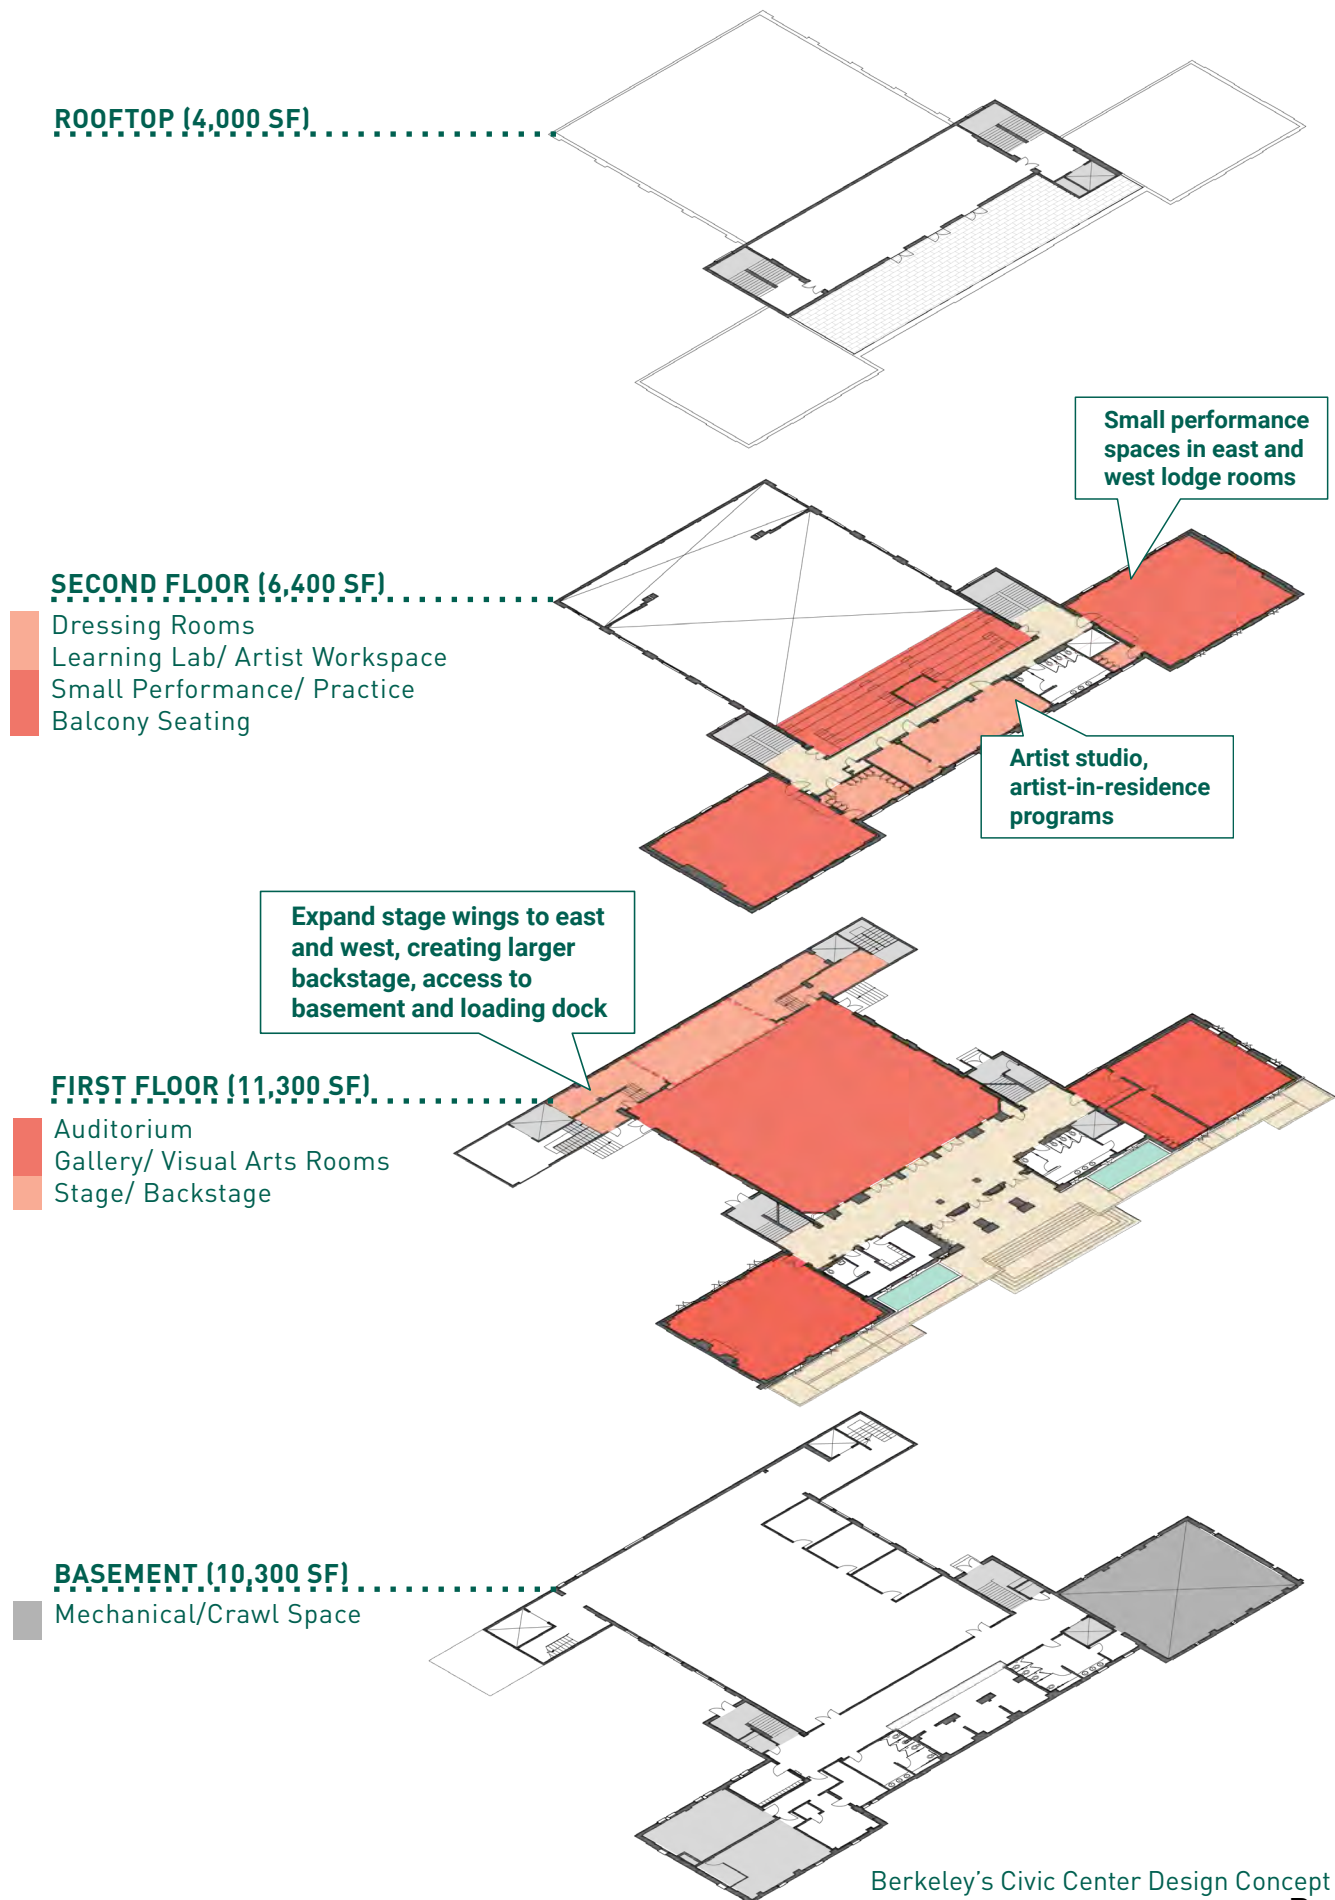 ROOFTOP (4,000 SF)
Small performance
spaces in east and
west lodge rooms
SECOND FLOOR (6,400 SF)
Dressing Rooms
Learning Lab/ Artist Workspace
Small Performance/ Practice
Balcony Seating
Artist studio,
artist-in-residence
programs
Expand stage wings to east
and west, creating larger
backstage, access to
basement and loading dock
FIRST FLOOR (11,300 SF)
Auditorium
Gallery/ Visual Arts Rooms
Stage/ Backstage
BASEMENT (10,300 SF)
Mechanical/Crawl Space
Berkeley's Civic Center Design Concept